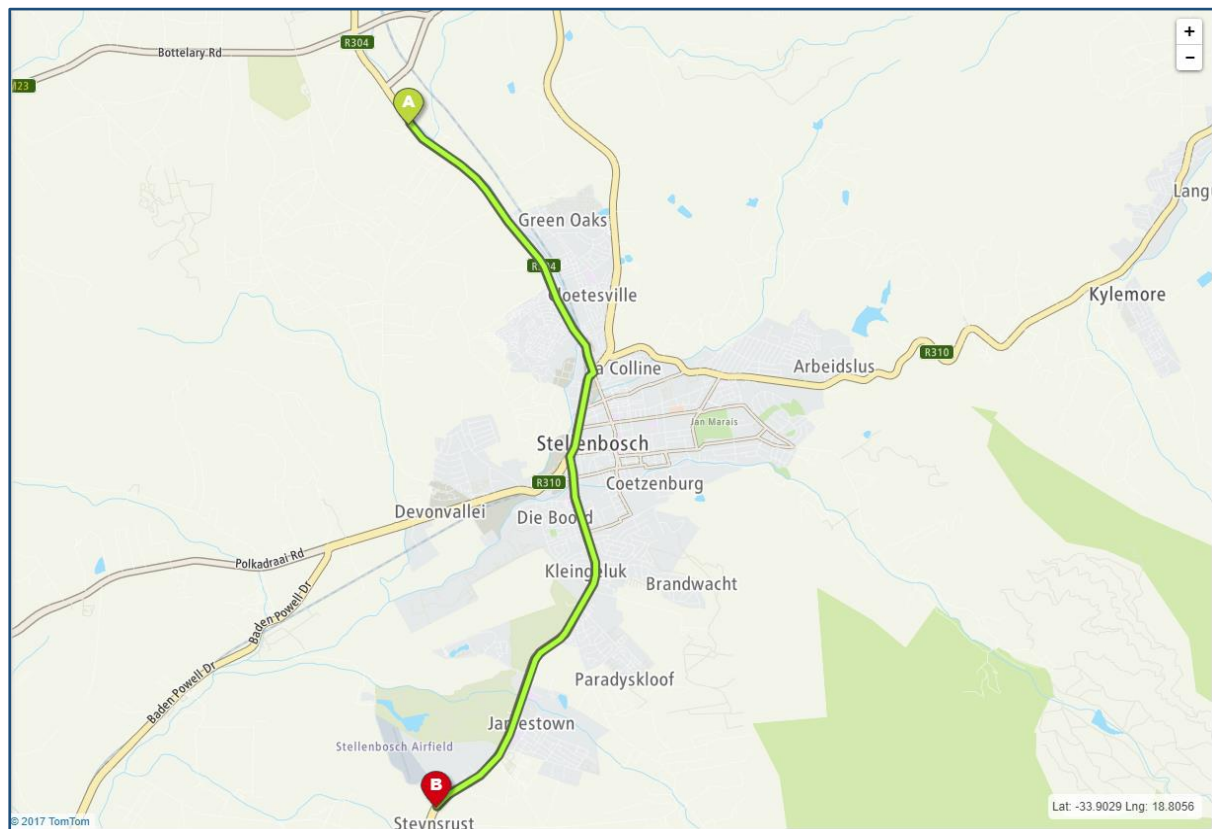 +
R304
Bottelary Rd
−
M23
A
Langu
Green Oaks
R304
Cloetesville
Kylemore
R310
La Colline
Arbeidslus
Jan Marais
Stellenbosch
R310
Coetzenburg
Devonvallei
Die Boord
Polkadraai Rd
Kleingeluk
Brandwacht
Baden Powell Dr
Baden Powell Dr
Paradyskloof
Jamestown
Stellenbosch Airfield
B
Lat: -33.9029 Lng: 18.8056
© 2017 TomTom
Steynsrust